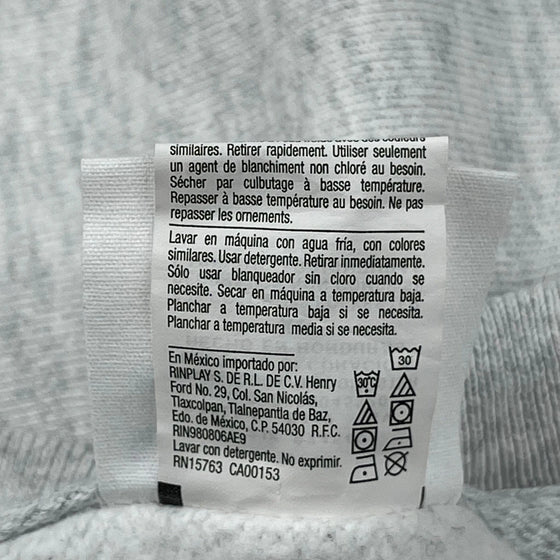 similaires. Retirer rapidement. Utiliser seulement
un agent de blanchiment non chloré au besoin.
Sécher par culbutage à basse température.
Repasser à basse température au besoin. Ne pas
repasser les ornements.
Lavar en máquina con agua fría, con colores
similares. Usar detergente. Retirar inmediatamente.
Sólo usar blanqueador sin cloro cuando se
necesite. Secar en máquina a temperatura baja.
Planchar a temperatura baja si se necesita.
Planchar a temperatura media si se necesita.
En México importado por:
RINPLAY S. DE R.L. DE C.V. Henry
Ford No. 29, Col. San Nicolás,
Tlaxcolpan, Tlalnepantla de Baz,
Edo. de México, C.P. 54030 R.F.C.
RIN980806AE9
Lavar con detergente. No exprimir.
RN15763 CA00153
30
30°C